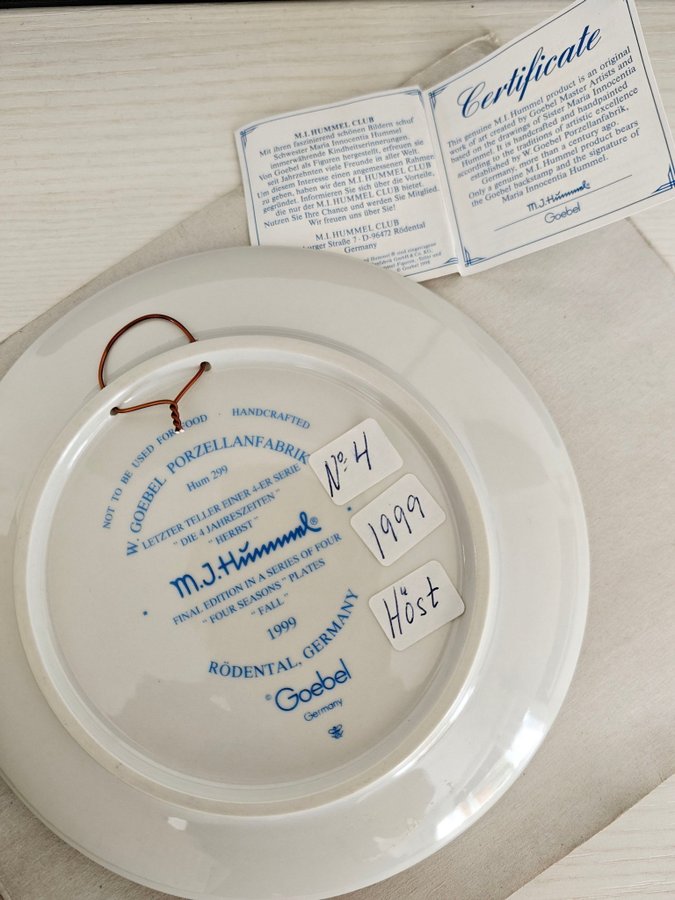 M.I. HUMMEL CLUB
Mit ihren faszinierend schönen Bildern schuf
Schwester Maria Innocentia Hummel
immerwährende Kindheitserinnerungen.
Von Goebel als Figuren hergestellt, erfreuen sie
seit Jahrzehnten viele Freunde in aller Welt.
Um diesem Interesse einen angemessenen Rahmen
zu geben, haben wir den M.I. HUMMEL CLUB
gegründet. Informieren Sie sich über die Vorteile,
die nur der M.I. HUMMEL CLUB bietet.
Nutzen Sie Ihre Chance und werden Sie Mitglied.
Wir freuen uns über Sie!
M.I. HUMMEL CLUB
burger Straße 7 · D-96472 Rödental
Germany
© Goebel 1998
Certificate
This genuine M.I. Hummel product is an original
work of art created by Goebel Master Artists and
based on the drawings of Sister Maria Innocentia
Hummel. It is handcrafted and handpainted
according to the traditions of artistic excellence
established by W. Goebel Porzellanfabrik,
Germany, more than a century ago.
Only a genuine M.I. Hummel product bears
the Goebel backstamp and the signature of
Maria Innocentia Hummel.
M.J.Hummel
Goebel
NOT TO BE USED FOR FOOD HANDCRAFTED
W. GOEBEL PORZELLANFABRIK
Hum 299
LETZTER TELLER EINER 4-ER SERIE
"DIE 4 JAHRESZEITEN"
"HERBST"
M.J.Hummel®
FINAL EDITION IN A SERIES OF FOUR
"FOUR SEASONS" PLATES
"FALL"
1999
RÖDENTAL, GERMANY
© Goebel
Germany
No: 4
1999
Höst